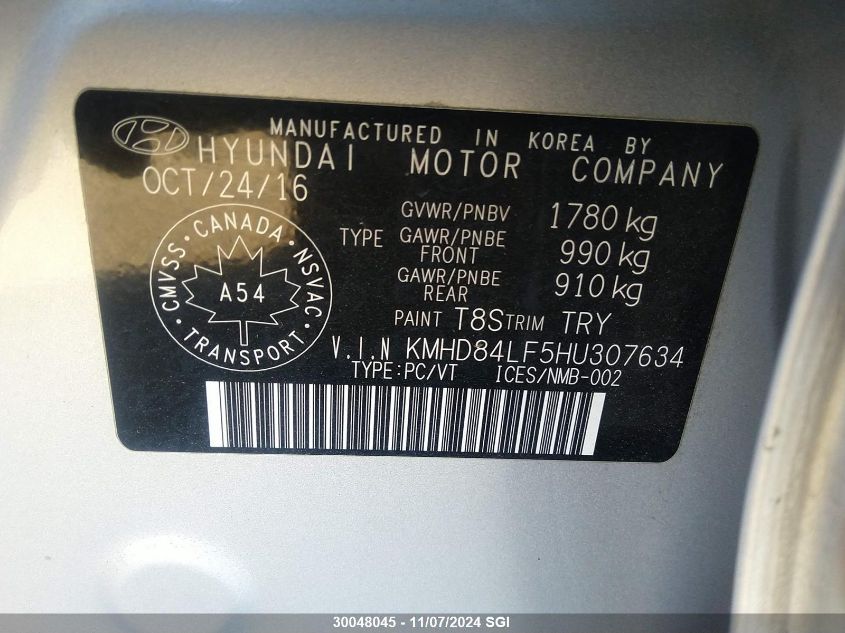 MANUFACTURED IN KOREA BY
HYUNDAI MOTOR COMPANY
OCT/24/16
GVWR/PNBV 1780 kg
TYPE GAWR/PNBE FRONT 990 kg
GAWR/PNBE REAR 910 kg
PAINT T8S TRIM TRY
CMVSS · CANADA · NSVAC · TRANSPORT ·
A54
V.I.N KMHD84LF5HU307634
TYPE:PC/VT ICES/NMB-002
30048045 - 11/07/2024 SGI